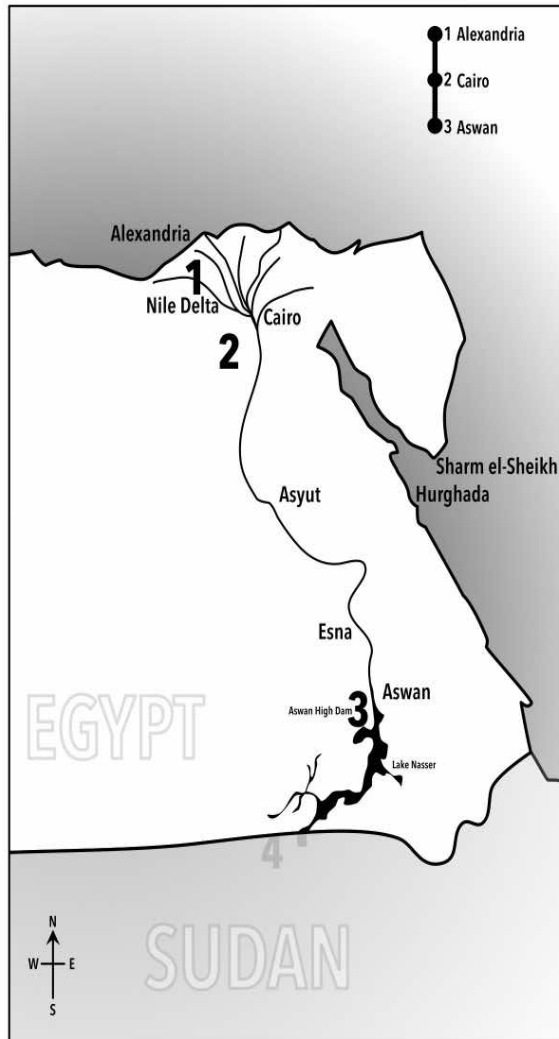 1 Alexandria
2 Cairo
3 Aswan
Alexandria
1
Nile Delta
Cairo
2
Sharm el-Sheikh
Hurghada
Asyut
Esna
Aswan
3
Aswan High Dam
EGYPT
Lake Nasser
4
SUDAN
N
W E
S